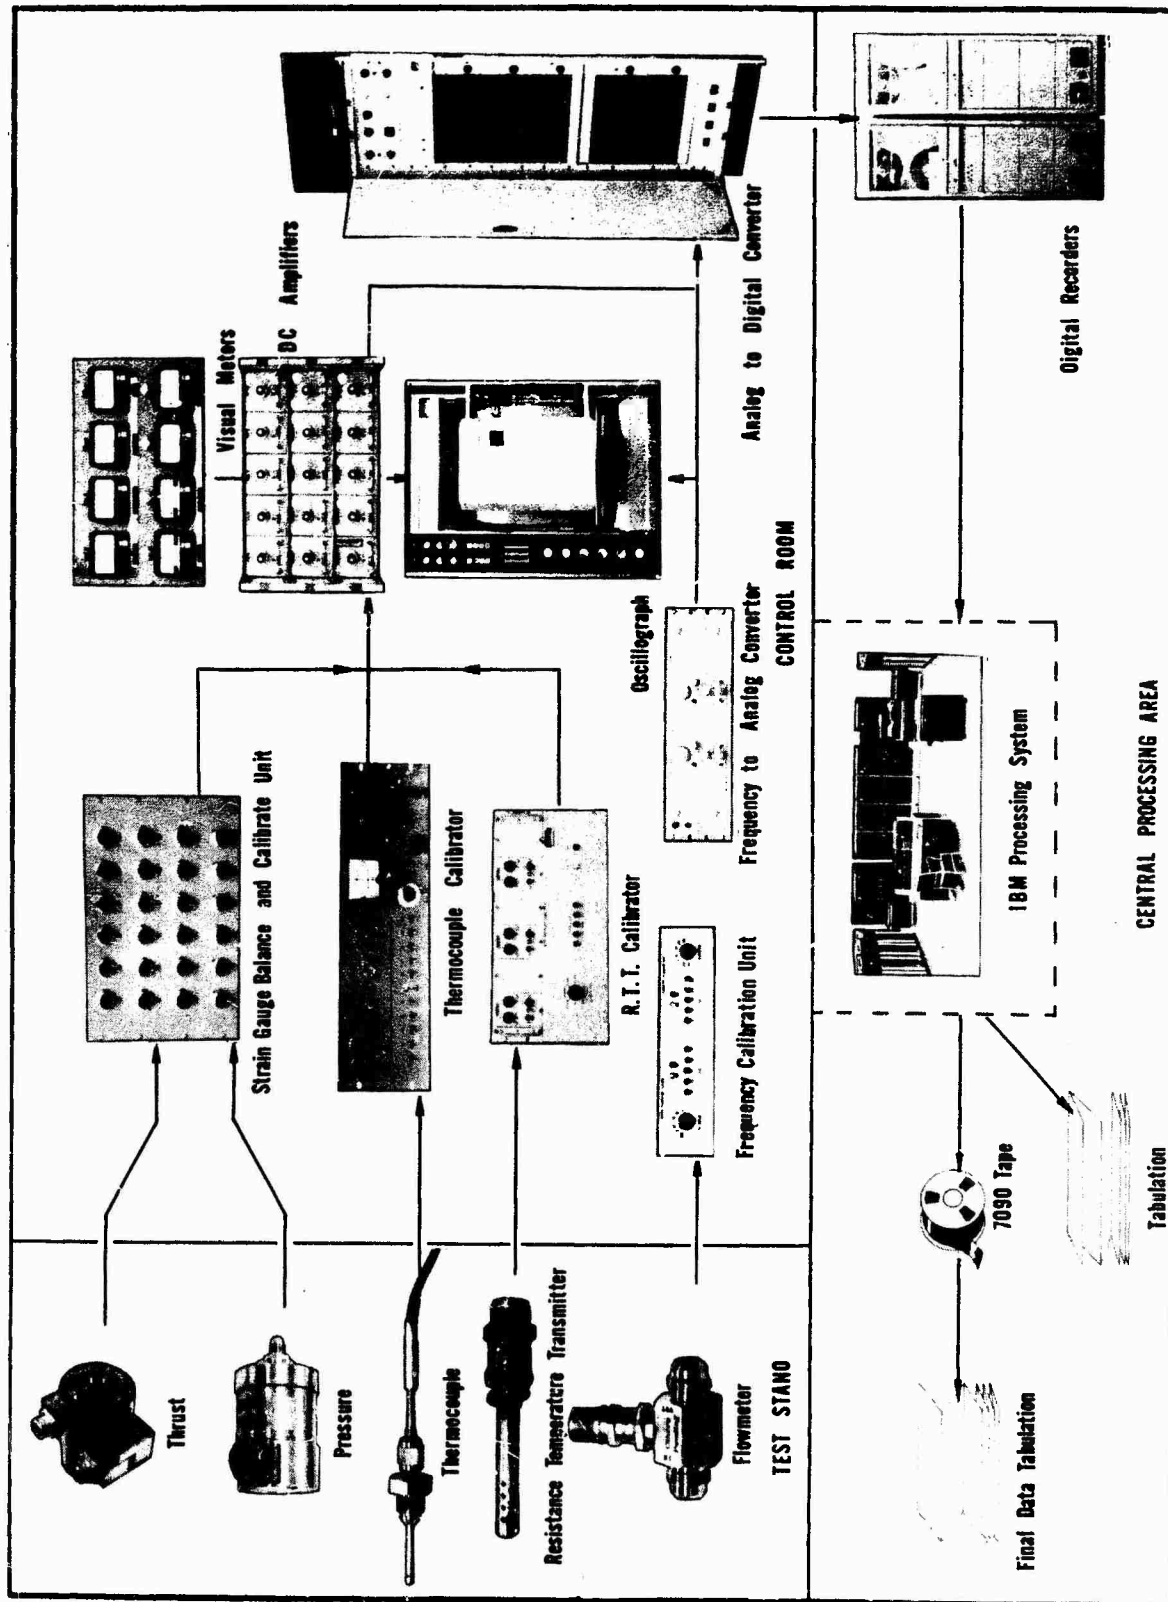 Thrust
Pressure
Thermocouple
Resistance Temperature Transmitter
Flowmeter
TEST STAND
Strain Gauge Balance and Calibrate Unit
Thermocouple Calibrator
R.T.T. Calibrator
Frequency Calibration Unit
Visual Meters
DC Amplifiers
Oscillograph
Frequency to Analog Converter
Analog to Digital Converter
CONTROL ROOM
Digital Recorders
IBM Processing System
7090 Tape
Final Data Tabulation
Tabulation
CENTRAL PROCESSING AREA